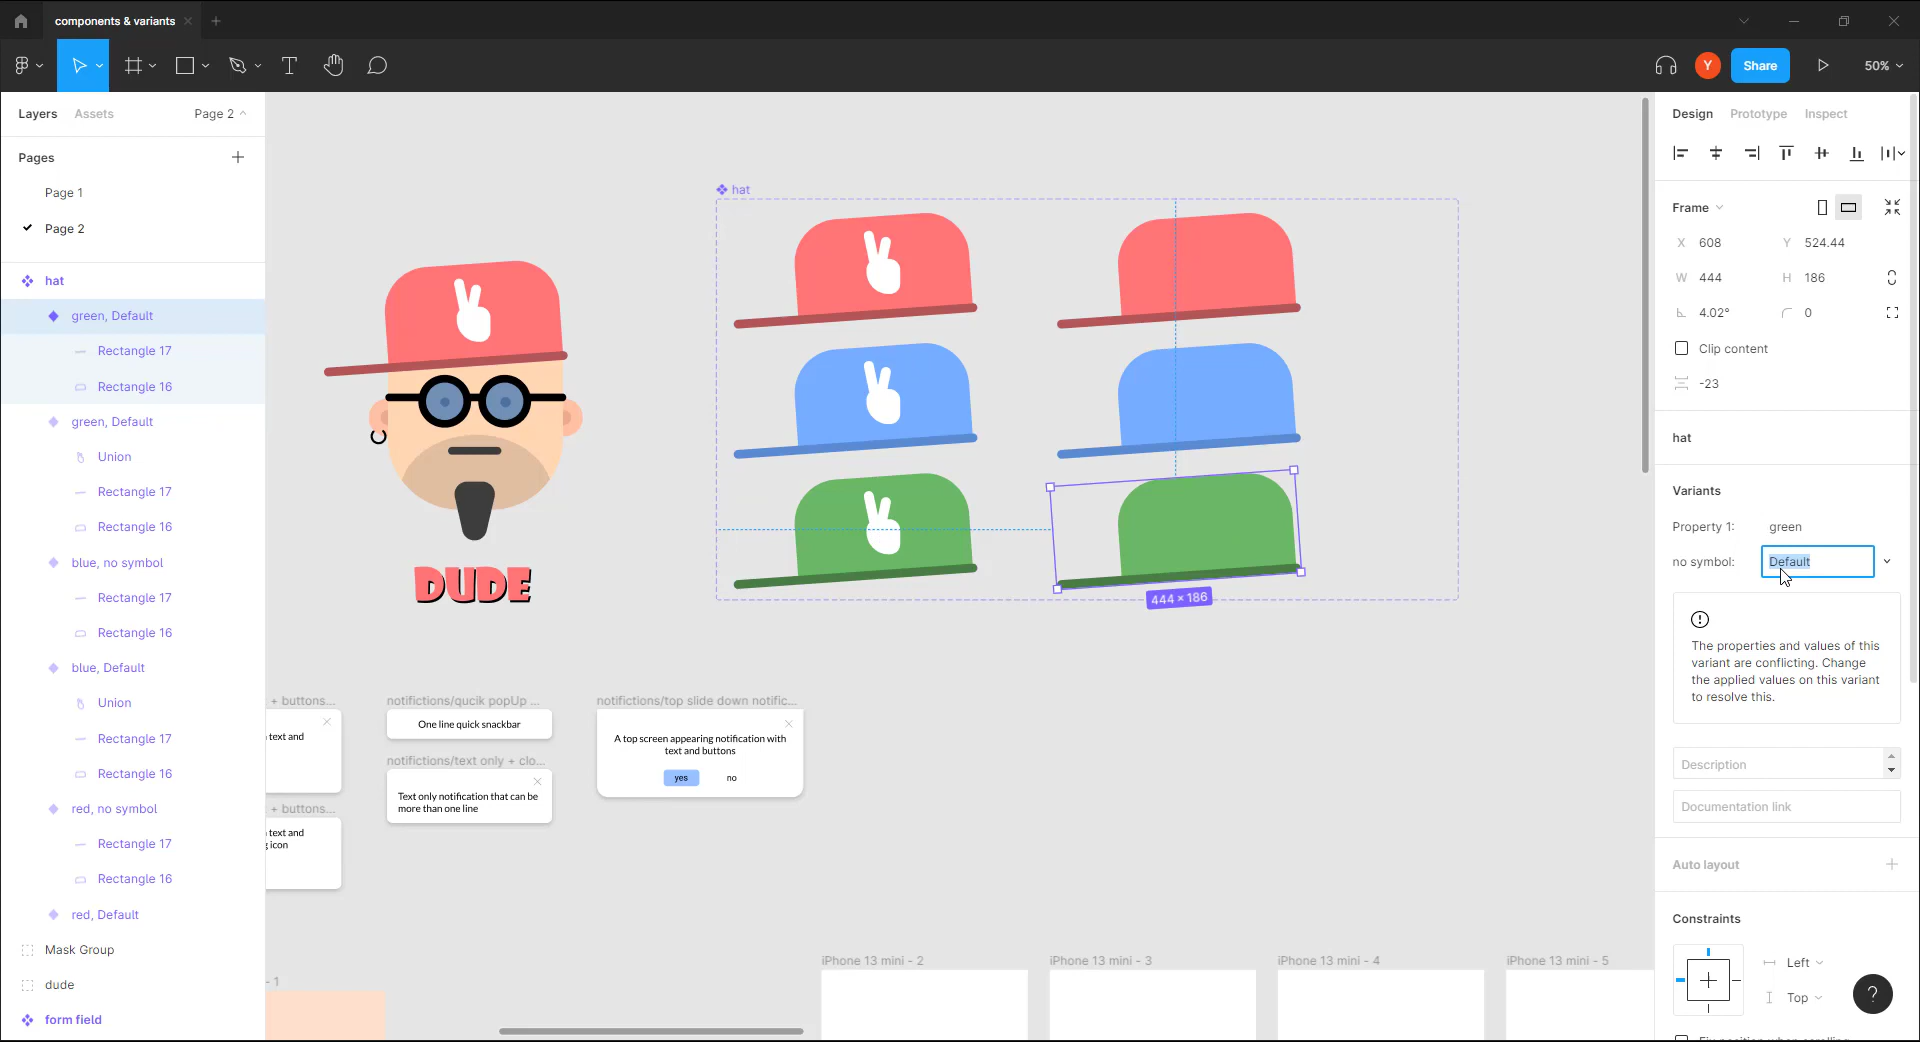 components & variants
Share
Y
50%
Layers
Assets
Page 2
Pages
Page 1
Page 2
hat
green, Default
Rectangle 17
Rectangle 16
green, Default
Union
Rectangle 17
Rectangle 16
blue, no symbol
Rectangle 17
Rectangle 16
blue, Default
Union
Rectangle 17
Rectangle 16
red, no symbol
Rectangle 17
Rectangle 16
red, Default
Mask Group
dude
form field
hat
DUDE
444 × 186
+ buttons...
text and
+ buttons...
text and
icon
notifictions/qucik popUp ...
One line quick snackbar
notifictions/text only + clo...
Text only notification that can be
more than one line
notifictions/top slide down notific...
A top screen appearing notification with
text and buttons
yes
no
- 1
iPhone 13 mini - 2
iPhone 13 mini - 3
iPhone 13 mini - 4
iPhone 13 mini - 5
Design
Prototype
Inspect
Frame
X 608
Y 524.44
W 444
H 186
4.02°
0
Clip content
-23
hat
Variants
Property 1: green
no symbol: Default
The properties and values of this
variant are conflicting. Change
the applied values on this variant
to resolve this.
Description
Documentation link
Auto layout
Constraints
Left
Top
?